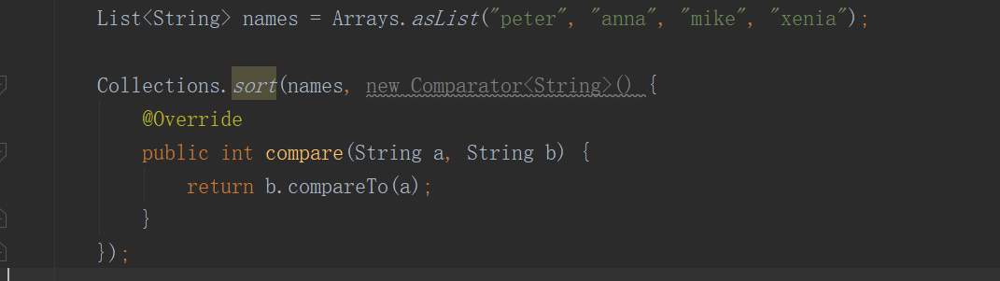 List<String> names = Arrays.asList("peter", "anna", "mike", "xenia");
Collections.sort(names, new Comparator<String>() {
@Override
public int compare(String a, String b) {
return b.compareTo(a);
}
});